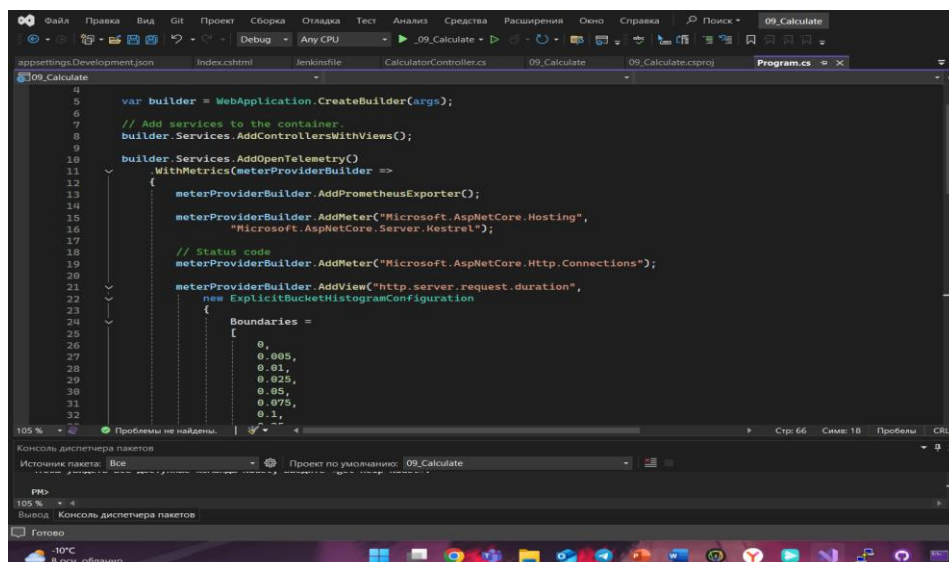 Файл Правка Вид Git Проект Сборка Отладка Тест Анализ Средства Расширения Окно Справка Поиск 09_Calculate
Debug Any CPU _09_Calculate
appsettings.Development.json Index.cshtml Jenkinsfile CalculatorController.cs 09_Calculate 09_Calculate.csproj Program.cs
09_Calculate
4
5 var builder = WebApplication.CreateBuilder(args);
6
7 // Add services to the container.
8 builder.Services.AddControllersWithViews();
9
10 builder.Services.AddOpenTelemetry()
11 .WithMetrics(meterProviderBuilder =>
12 {
13 meterProviderBuilder.AddPrometheusExporter();
14
15 meterProviderBuilder.AddMeter("Microsoft.AspNetCore.Hosting",
16 "Microsoft.AspNetCore.Server.Kestrel");
17
18 // Status code
19 meterProviderBuilder.AddMeter("Microsoft.AspNetCore.Http.Connections");
20
21 meterProviderBuilder.AddView("http.server.request.duration",
22 new ExplicitBucketHistogramConfiguration
23 {
24 Boundaries =
25 [
26 0,
27 0.005,
28 0.01,
29 0.025,
30 0.05,
31 0.075,
32 0.1,
105 % Проблемы не найдены. Стр: 66 Симв: 18 Пробелы CRL
Консоль диспетчера пакетов
Источник пакета: Все Проект по умолчанию: 09_Calculate
PM>
105 %
Вывод Консоль диспетчера пакетов
Готово
-10°C
В осн. облачно